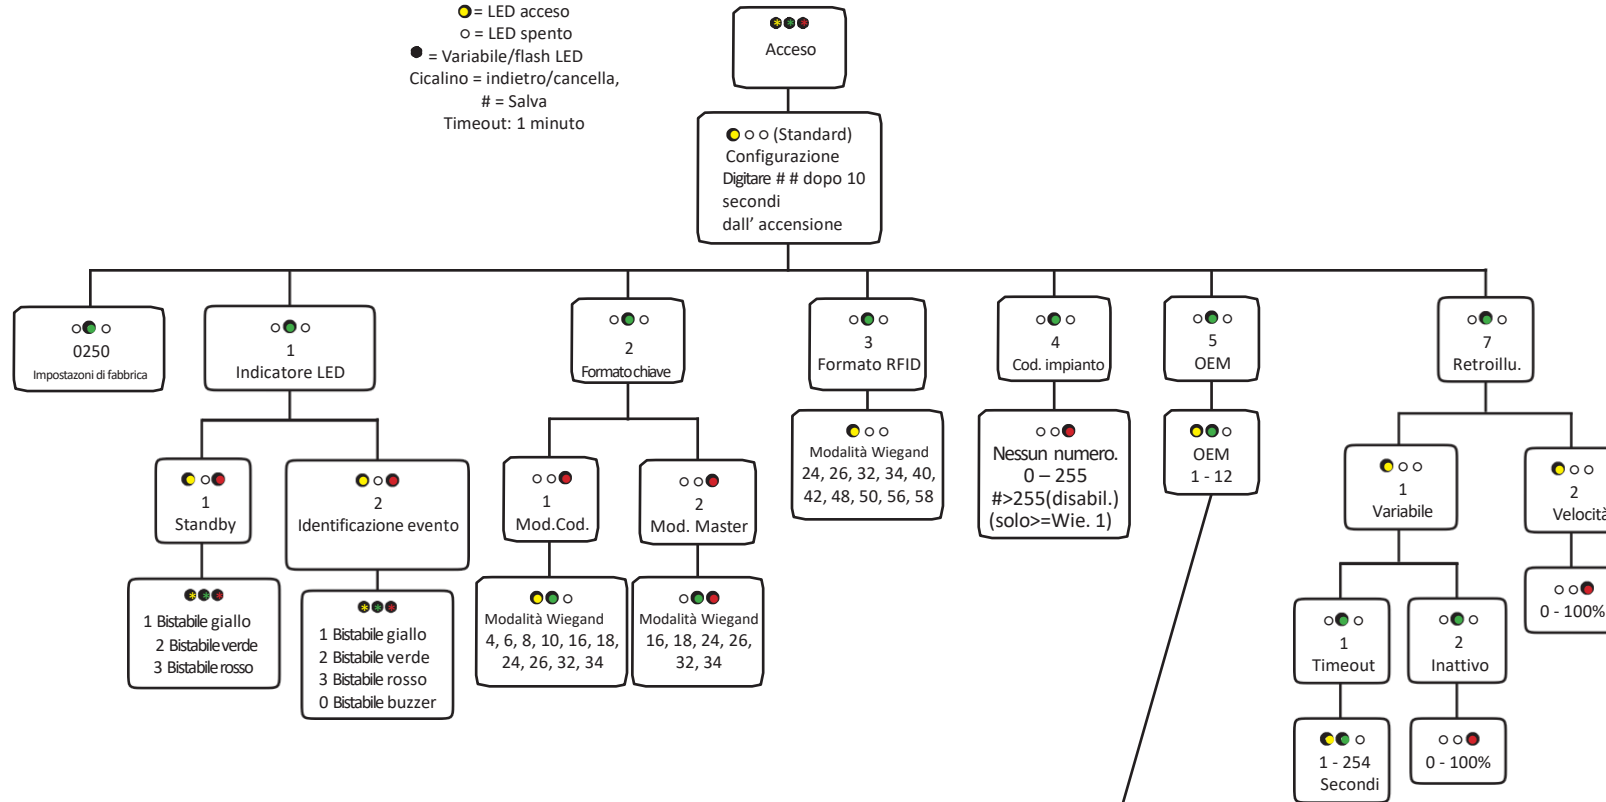 = LED acceso
= LED spento
= Variabile/flash LED
Cicalino = indietro/cancella,
# = Salva
Timeout: 1 minuto
Acceso
(Standard)
Configurazione
Digitare # # dopo 10
secondi
dall' accensione
0250
Impostazoni di fabbrica
1
Indicatore LED
2
Formato chiave
3
Formato RFID
4
Cod. impianto
5
OEM
7
Retroillu.
1
Standby
2
Identificazione evento
1
Mod.Cod.
2
Mod. Master
Modalità Wiegand
24, 26, 32, 34, 40,
42, 48, 50, 56, 58
Nessun numero.
0 – 255
#>255(disabil.)
(solo>=Wie. 1)
OEM
1 - 12
1
Variabile
2
Velocità
1 Bistabile giallo
2 Bistabile verde
3 Bistabile rosso
1 Bistabile giallo
2 Bistabile verde
3 Bistabile rosso
0 Bistabile buzzer
Modalità Wiegand
4, 6, 8, 10, 16, 18,
24, 26, 32, 34
Modalità Wiegand
16, 18, 24, 26,
32, 34
1
Timeout
2
Inattivo
0 - 100%
1 - 254
Secondi
0 - 100%